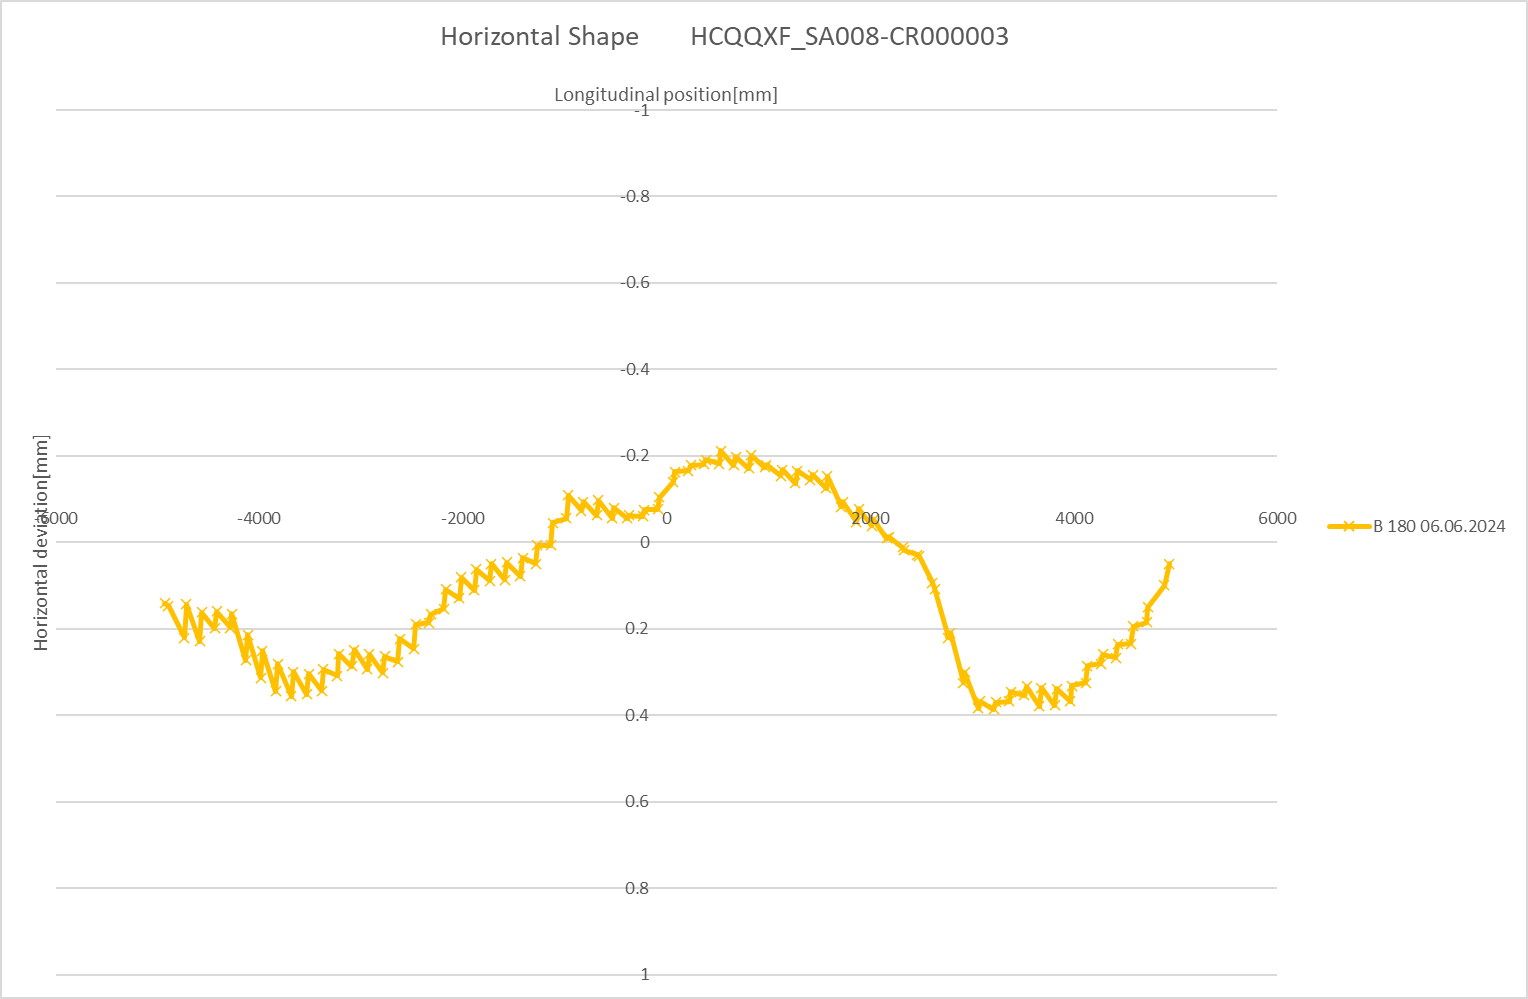 Horizontal Shape HCQQXF_SA008-CR000003
Longitudinal position[mm]
-1
-0.8
-0.6
-0.4
-0.2
Horizontal deviation[mm]
-6000 -4000 -2000 0 2000 4000 6000
B 180 06.06.2024
0
0.2
0.4
0.6
0.8
1